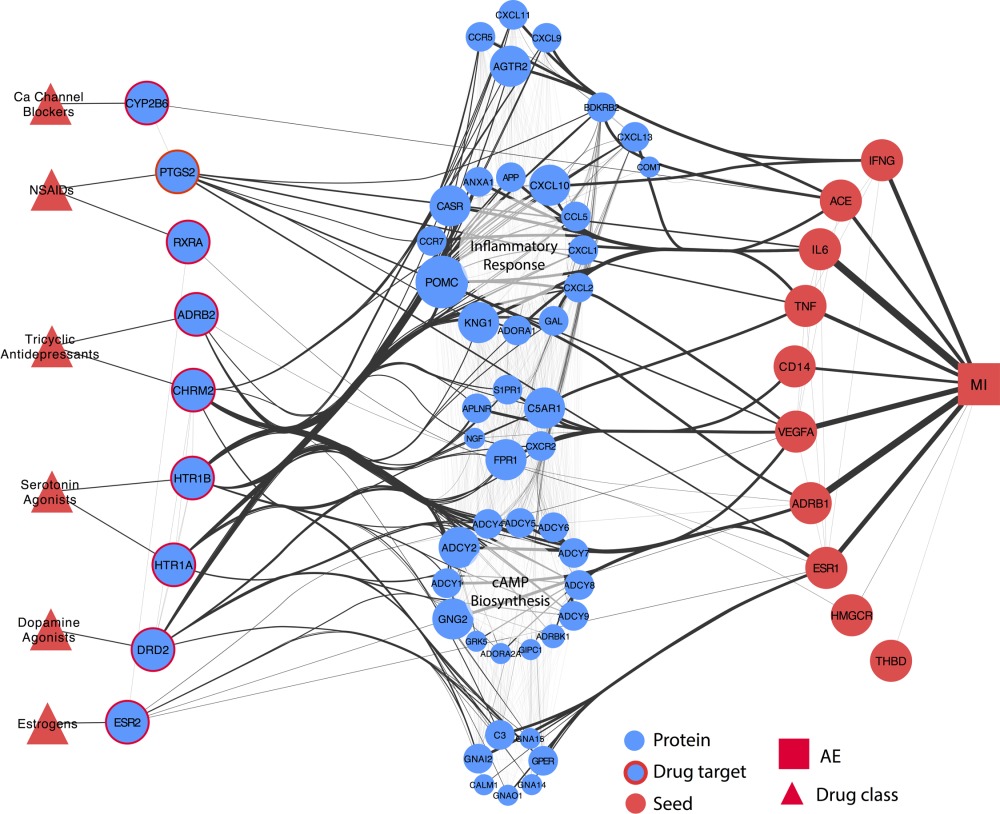 CXCL11
CCR5
CXCL9
AGTR2
BDKRB2
CXCL13
COMT
Ca Channel
Blockers
CYP2B6
NSAIDs
PTGS2
RXRA
ANXA1
APP
CXCL10
CASR
CCL5
CCR7
CXCL1
Inflammatory
Response
POMC
CXCL2
KNG1
ADORA1
GAL
IFNG
ACE
IL6
TNF
CD14
MI
VEGFA
ADRB1
ESR1
HMGCR
THBD
ADRB2
Tricyclic
Antidepressants
CHRM2
S1PR1
APLNR
C5AR1
NGF
CXCR2
FPR1
HTR1B
Serotonin
Agonists
HTR1A
ADCY4
ADCY5
ADCY6
ADCY2
ADCY7
ADCY1
ADCY8
cAMP
Biosynthesis
GNG2
ADCY9
GRK5
ADRBK1
ADORA2A
GIPC1
Dopamine
Agonists
DRD2
Estrogens
ESR2
C3
GNA15
GNAI2
GPER
CALM1
GNA14
GNAO1
Protein
Drug target
Seed
AE
Drug class